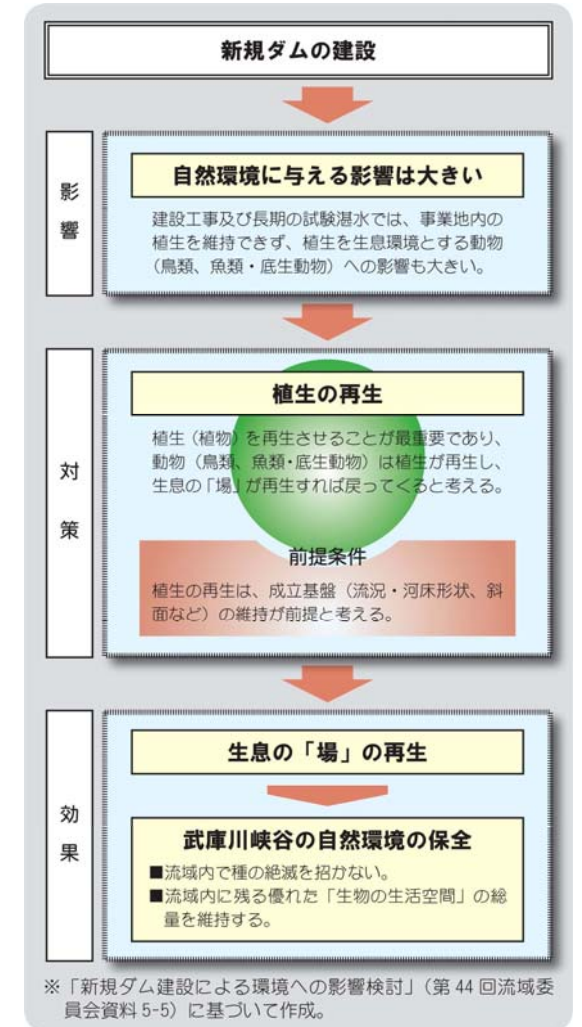 新規ダムの建設
影響
自然環境に与える影響は大きい
建設工事及び長期の試験湛水では、事業地内の
植生を維持できず、植生を生息環境とする動物
（鳥類、魚類・底生動物）への影響も大きい。
対策
植生の再生
植生（植物）を再生させることが最重要であり、
動物（鳥類、魚類・底生動物）は植生が再生し、
生息の「場」が再生すれば戻ってくると考える。
前提条件
植生の再生は、成立基盤（流況・河床形状、斜
面など）の維持が前提と考える。
効果
生息の「場」の再生
武庫川峡谷の自然環境の保全
■流域内で種の絶滅を招かない。
■流域内に残る優れた「生物の生活空間」の総
量を維持する。
※「新規ダム建設による環境への影響検討」（第 44 回流域委
員会資料 5-5）に基づいて作成。